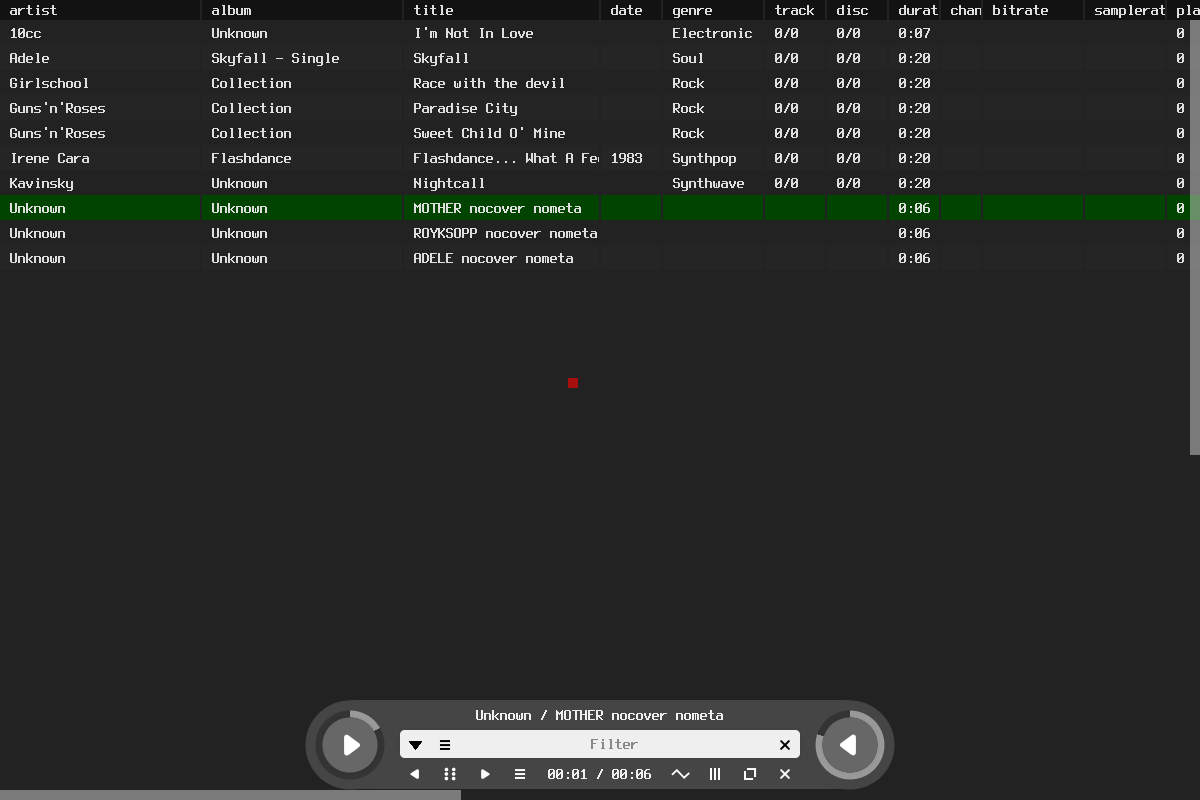 artist album title date genre track disc durat chan bitrate samplerat pla
10cc Unknown I'm Not In Love Electronic 0/0 0/0 0:07 0
Adele Skyfall - Single Skyfall Soul 0/0 0/0 0:20 0
Girlschool Collection Race with the devil Rock 0/0 0/0 0:20 0
Guns'n'Roses Collection Paradise City Rock 0/0 0/0 0:20 0
Guns'n'Roses Collection Sweet Child O' Mine Rock 0/0 0/0 0:20 0
Irene Cara Flashdance Flashdance... What A Fee 1983 Synthpop 0/0 0/0 0:20 0
Kavinsky Unknown Nightcall Synthwave 0/0 0/0 0:20 0
Unknown Unknown MOTHER nocover nometa 0:06 0
Unknown Unknown ROYKSOPP nocover nometa 0:06 0
Unknown Unknown ADELE nocover nometa 0:06 0
Unknown / MOTHER nocover nometa
Filter
00:01 / 00:06